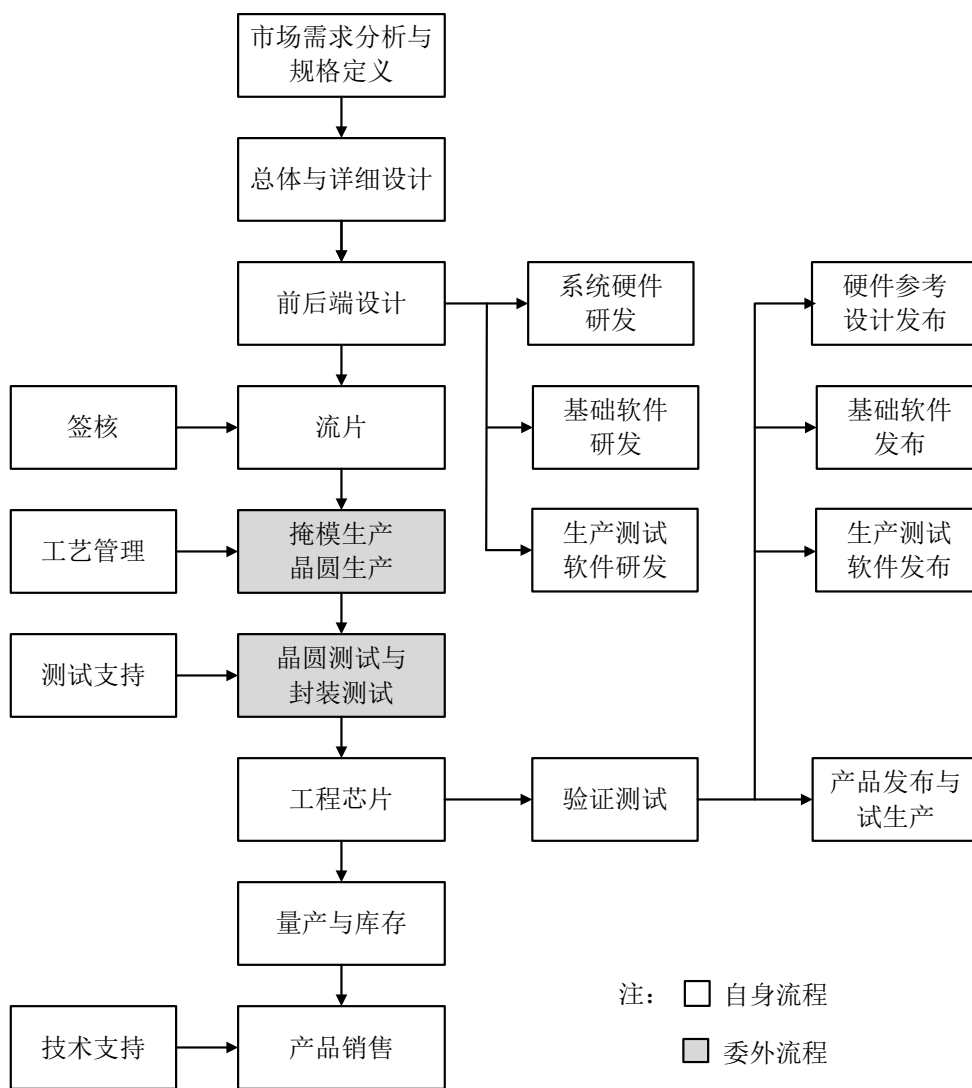 市场需求分析与
规格定义
总体与详细设计
前后端设计
系统硬件
研发
硬件参考
设计发布
签核
流片
基础软件
研发
基础软件
发布
工艺管理
掩模生产
晶圆生产
生产测试
软件研发
生产测试
软件发布
测试支持
晶圆测试与
封装测试
工程芯片
验证测试
产品发布与
试生产
量产与库存
注：
自身流程
技术支持
产品销售
委外流程